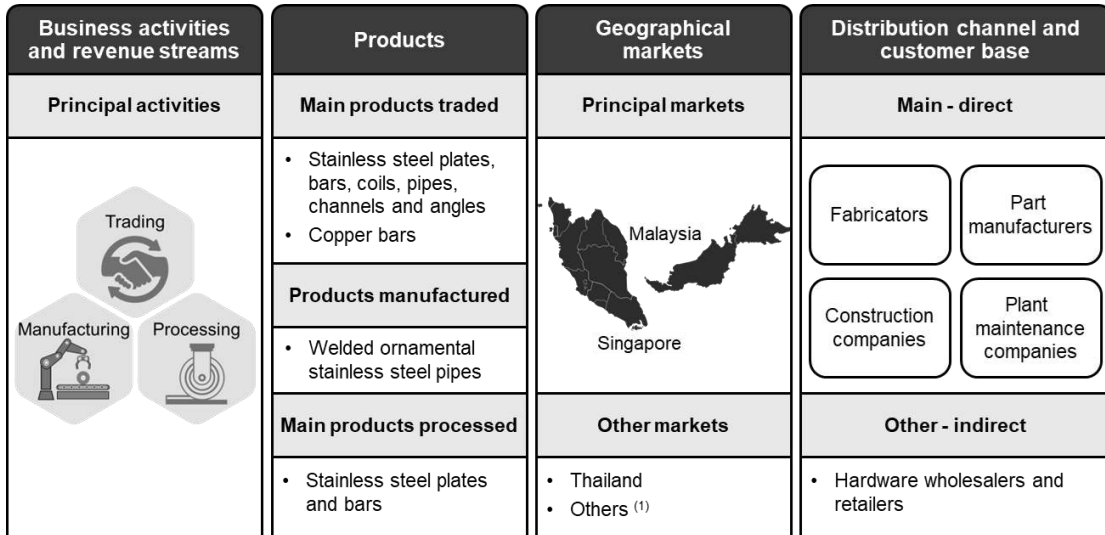 Business activities
and revenue streams
Principal activities
Trading
Manufacturing
Processing
Products
Main products traded
• Stainless steel plates,
bars, coils, pipes,
channels and angles
• Copper bars
Products manufactured
• Welded ornamental
stainless steel pipes
Main products processed
• Stainless steel plates
and bars
Geographical
markets
Principal markets
Malaysia
Singapore
Other markets
• Thailand
• Others (1)
Distribution channel and
customer base
Main - direct
Fabricators
Part
manufacturers
Construction
companies
Plant
maintenance
companies
Other - indirect
• Hardware wholesalers and
retailers